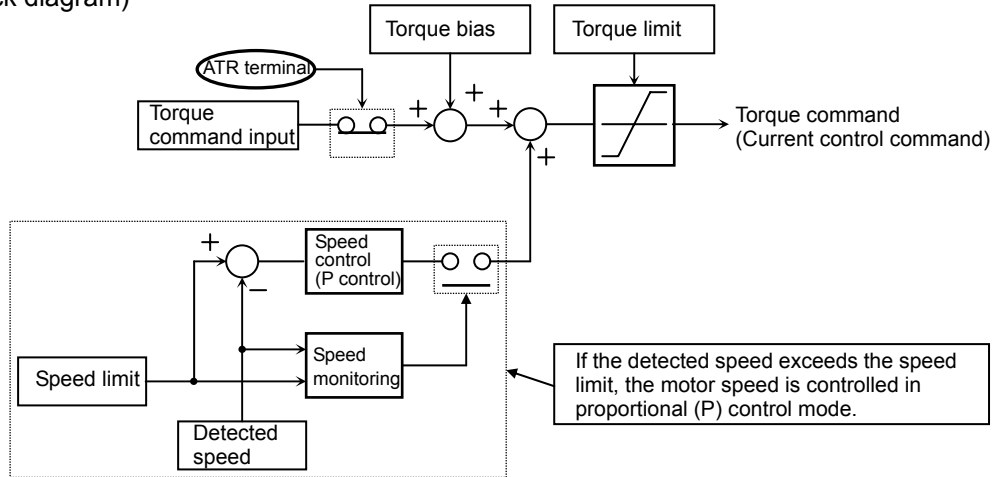 ck diagram)
Torque bias
Torque limit
ATR terminal
Torque
command input
+
+
+
+
Torque command
(Current control command)
+
−
Speed
control
(P control)
Speed limit
Speed
monitoring
Detected
speed
If the detected speed exceeds the speed
limit, the motor speed is controlled in
proportional (P) control mode.